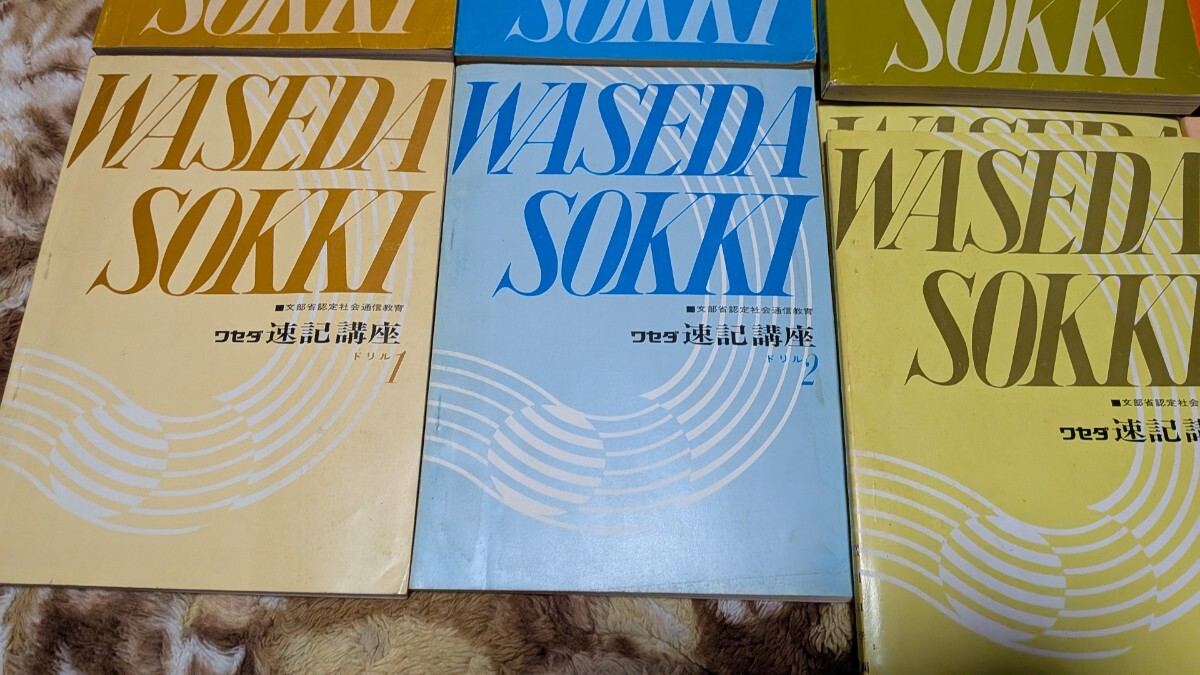 SOKKI
SOKKI
SOKKI
WASEDA
SOKKI
■文部省認定社会通信教育
ワセダ 速記講座
ドリル 1
WASEDA
SOKKI
■文部省認定社会通信教育
ワセダ 速記講座
ドリル 2
WASEDA
SOKKI
■文部省認定社会
ワセダ 速記講